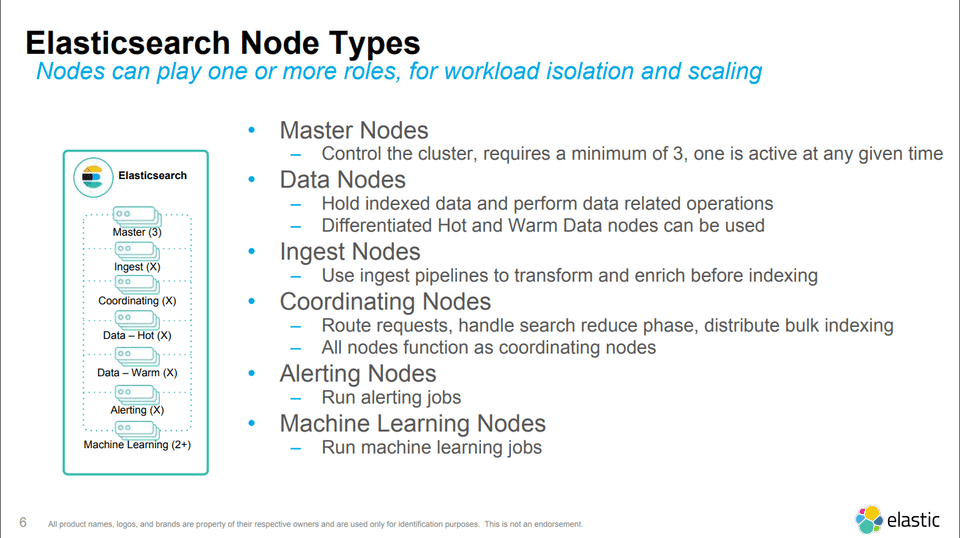 Elasticsearch Node Types
Nodes can play one or more roles, for workload isolation and scaling
Elasticsearch
Master (3)
Ingest (X)
Coordinating (X)
Data – Hot (X)
Data – Warm (X)
Alerting (X)
Machine Learning (2+)
• Master Nodes
– Control the cluster, requires a minimum of 3, one is active at any given time
• Data Nodes
– Hold indexed data and perform data related operations
– Differentiated Hot and Warm Data nodes can be used
• Ingest Nodes
– Use ingest pipelines to transform and enrich before indexing
• Coordinating Nodes
– Route requests, handle search reduce phase, distribute bulk indexing
– All nodes function as coordinating nodes
• Alerting Nodes
– Run alerting jobs
• Machine Learning Nodes
– Run machine learning jobs
6
All product names, logos, and brands are property of their respective owners and are used only for identification purposes. This is not an endorsement.
elastic